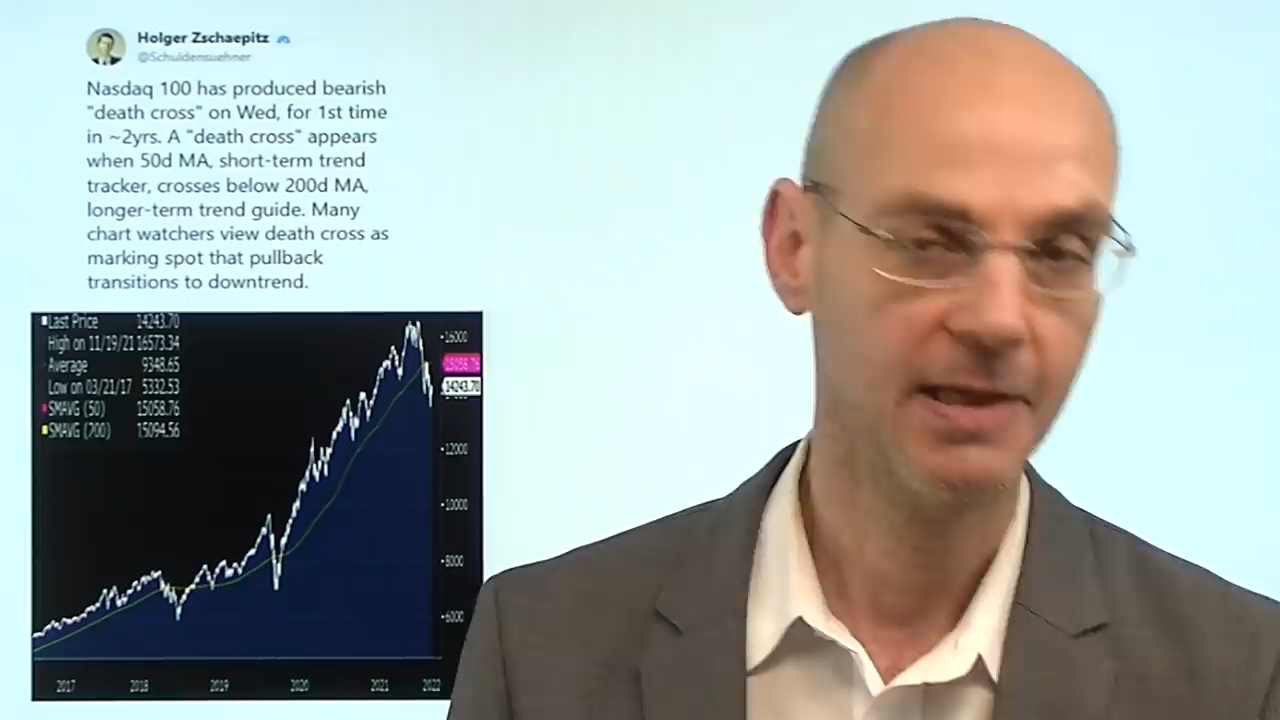 Holger Zschaepitz
@Schuldensuehner
Nasdaq 100 has produced bearish
"death cross" on Wed, for 1st time
in ~2yrs. A "death cross" appears
when 50d MA, short-term trend
tracker, crosses below 200d MA,
longer-term trend guide. Many
chart watchers view death cross as
marking spot that pullback
transitions to downtrend.
Last Price 14243.70
High on 11/19/21 16573.34
Average 9348.65
Low on 03/21/17 5332.53
SMAVG (50) 15058.76
SMAVG (200) 15094.56
16000
15058.76
14243.70
12000
10000
8000
6000
2017 2018 2019 2020 2021 2022